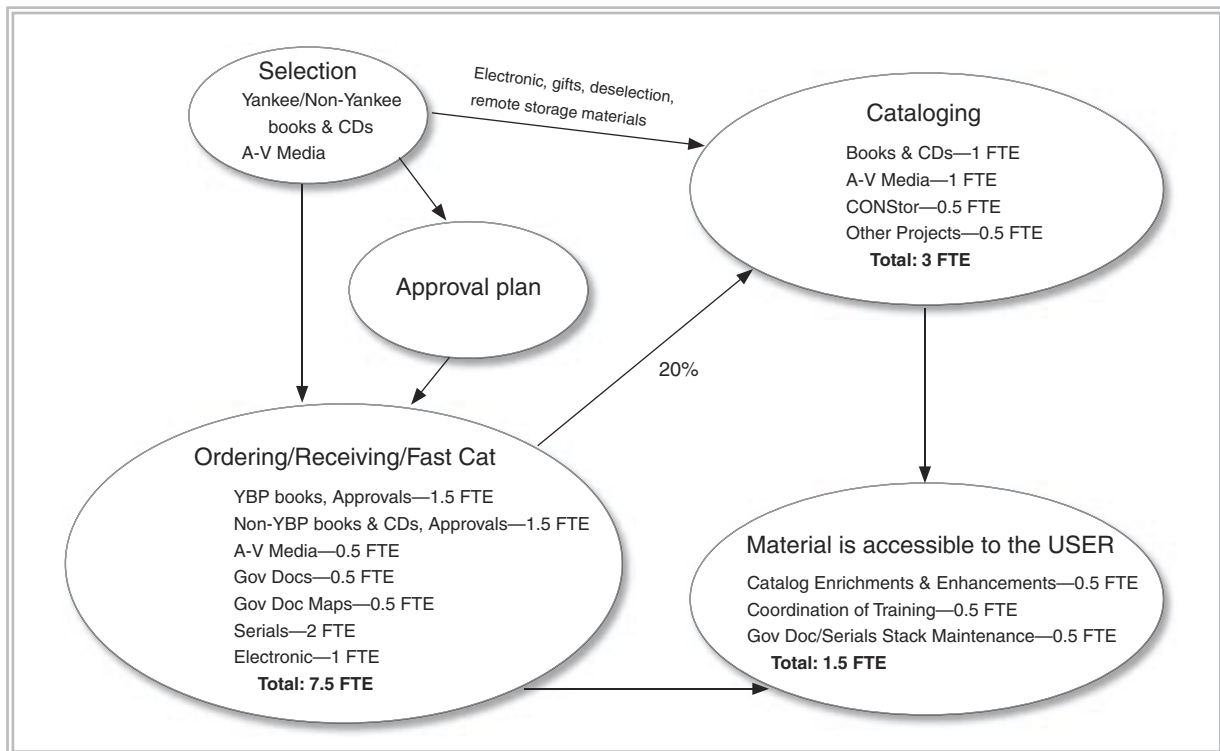 Selection
Yankee/Non-Yankee
books & CDs
A-V Media
Electronic, gifts, deselection,
remote storage materials
Cataloging
Books & CDs—1 FTE
A-V Media—1 FTE
CONStor—0.5 FTE
Other Projects—0.5 FTE
Total: 3 FTE
Approval plan
20%
Ordering/Receiving/Fast Cat
YBP books, Approvals—1.5 FTE
Non-YBP books & CDs, Approvals—1.5 FTE
A-V Media—0.5 FTE
Gov Docs—0.5 FTE
Gov Doc Maps—0.5 FTE
Serials—2 FTE
Electronic—1 FTE
Total: 7.5 FTE
Material is accessible to the USER
Catalog Enrichments & Enhancements—0.5 FTE
Coordination of Training—0.5 FTE
Gov Doc/Serials Stack Maintenance—0.5 FTE
Total: 1.5 FTE